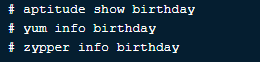 # aptitude show birthday
# yum info birthday
# zypper info birthday